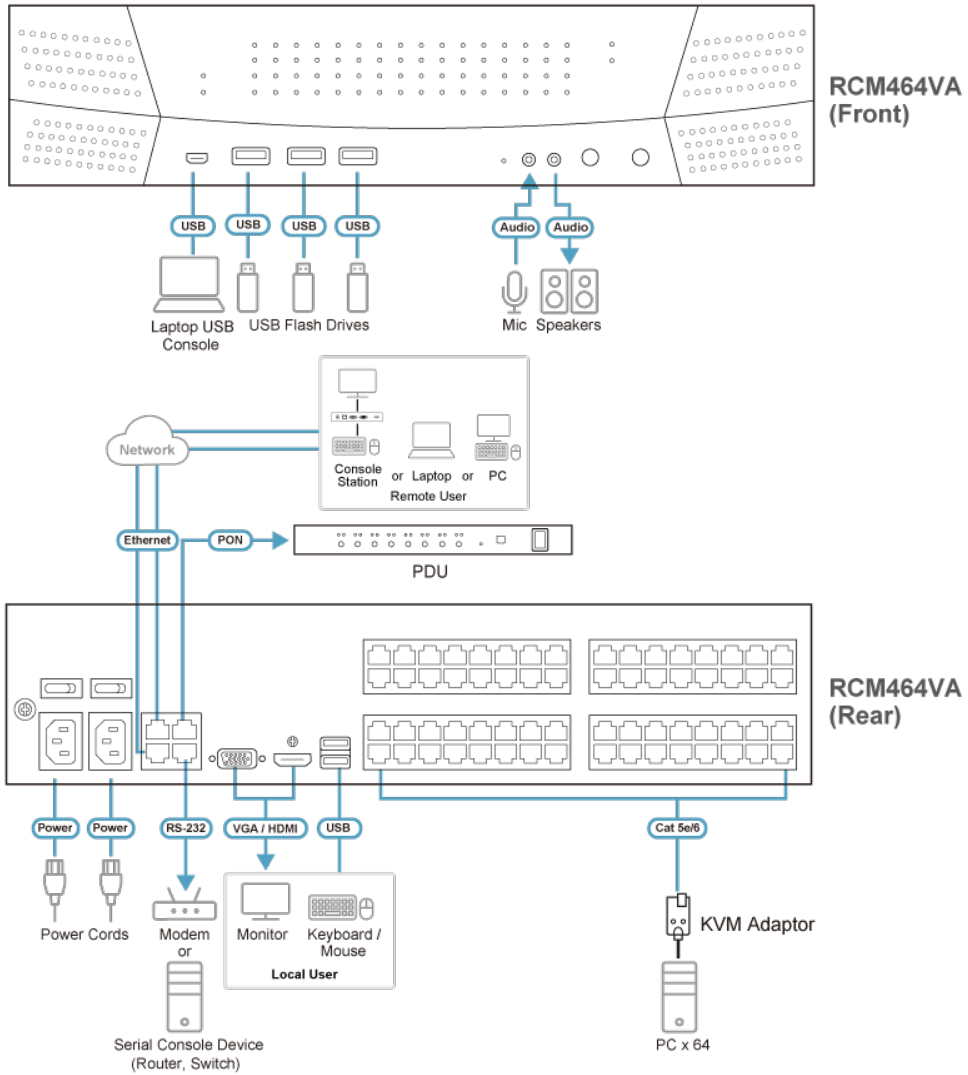 RCM464VA
(Front)
USB
USB
USB
USB
Audio
Audio
Laptop USB
Console
USB Flash Drives
Mic
Speakers
Network
Console
Station
or
Laptop
or
PC
Remote User
Ethernet
PON
PDU
RCM464VA
(Rear)
Power
Power
RS-232
VGA / HDMI
USB
Cat 5e/6
Power Cords
Modem
or
Monitor
Keyboard /
Mouse
Local User
KVM Adaptor
Serial Console Device
(Router, Switch)
PC x 64